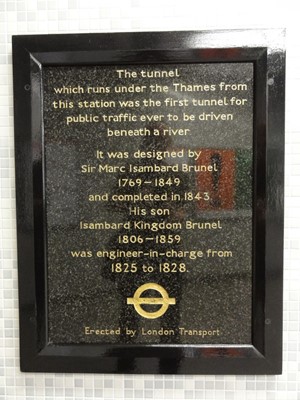 The tunnel
which runs under the Thames from
this station was the first tunnel for
public traffic ever to be driven
beneath a river
It was designed by
Sir Marc Isambard Brunel
1769-1849
and completed in 1843
His son
Isambard Kingdom Brunel
1806-1859
was engineer-in-charge from
1825 to 1828.
Erected by London Transport